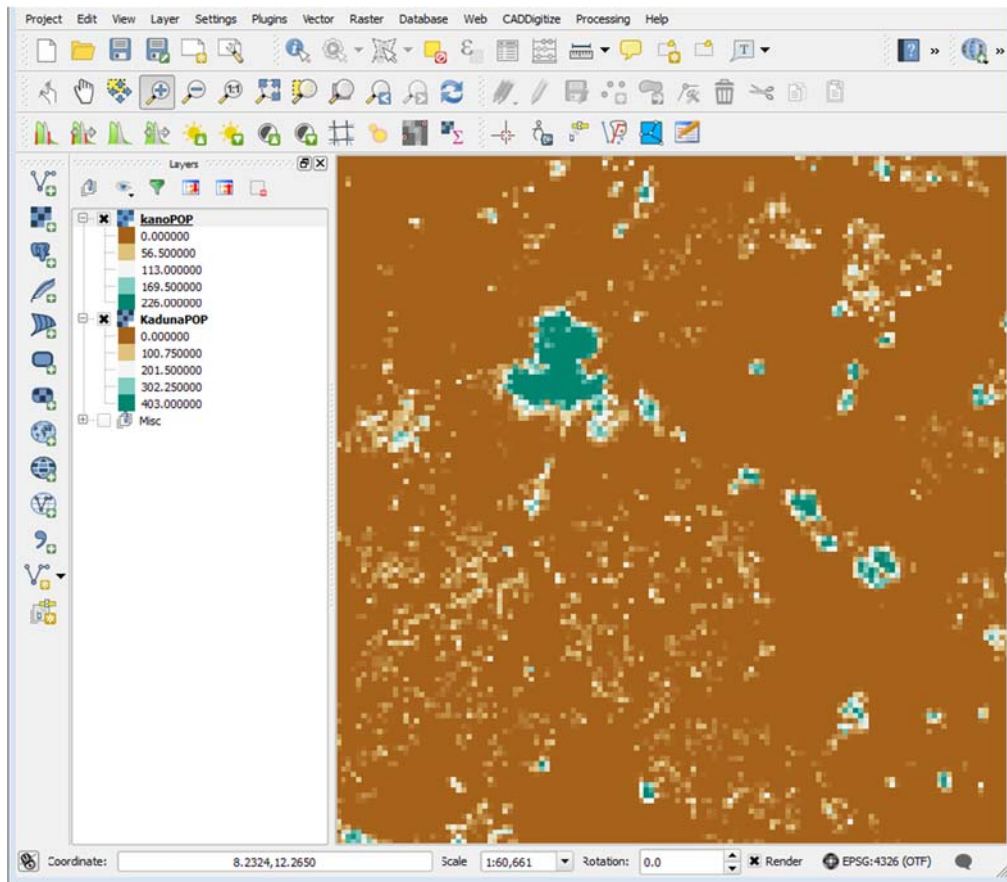 Project Edit View Layer Settings Plugins Vector Raster Database Web CADDigitize Processing Help
Layers
kanoPOP
0.000000
56.500000
113.000000
169.500000
226.000000
KadunaPOP
0.000000
100.750000
201.500000
302.250000
403.000000
Misc
Coordinate: 8.2324,12.2650 Scale 1:60,661 Rotation: 0.0 Render EPSG:4326 (OTF)